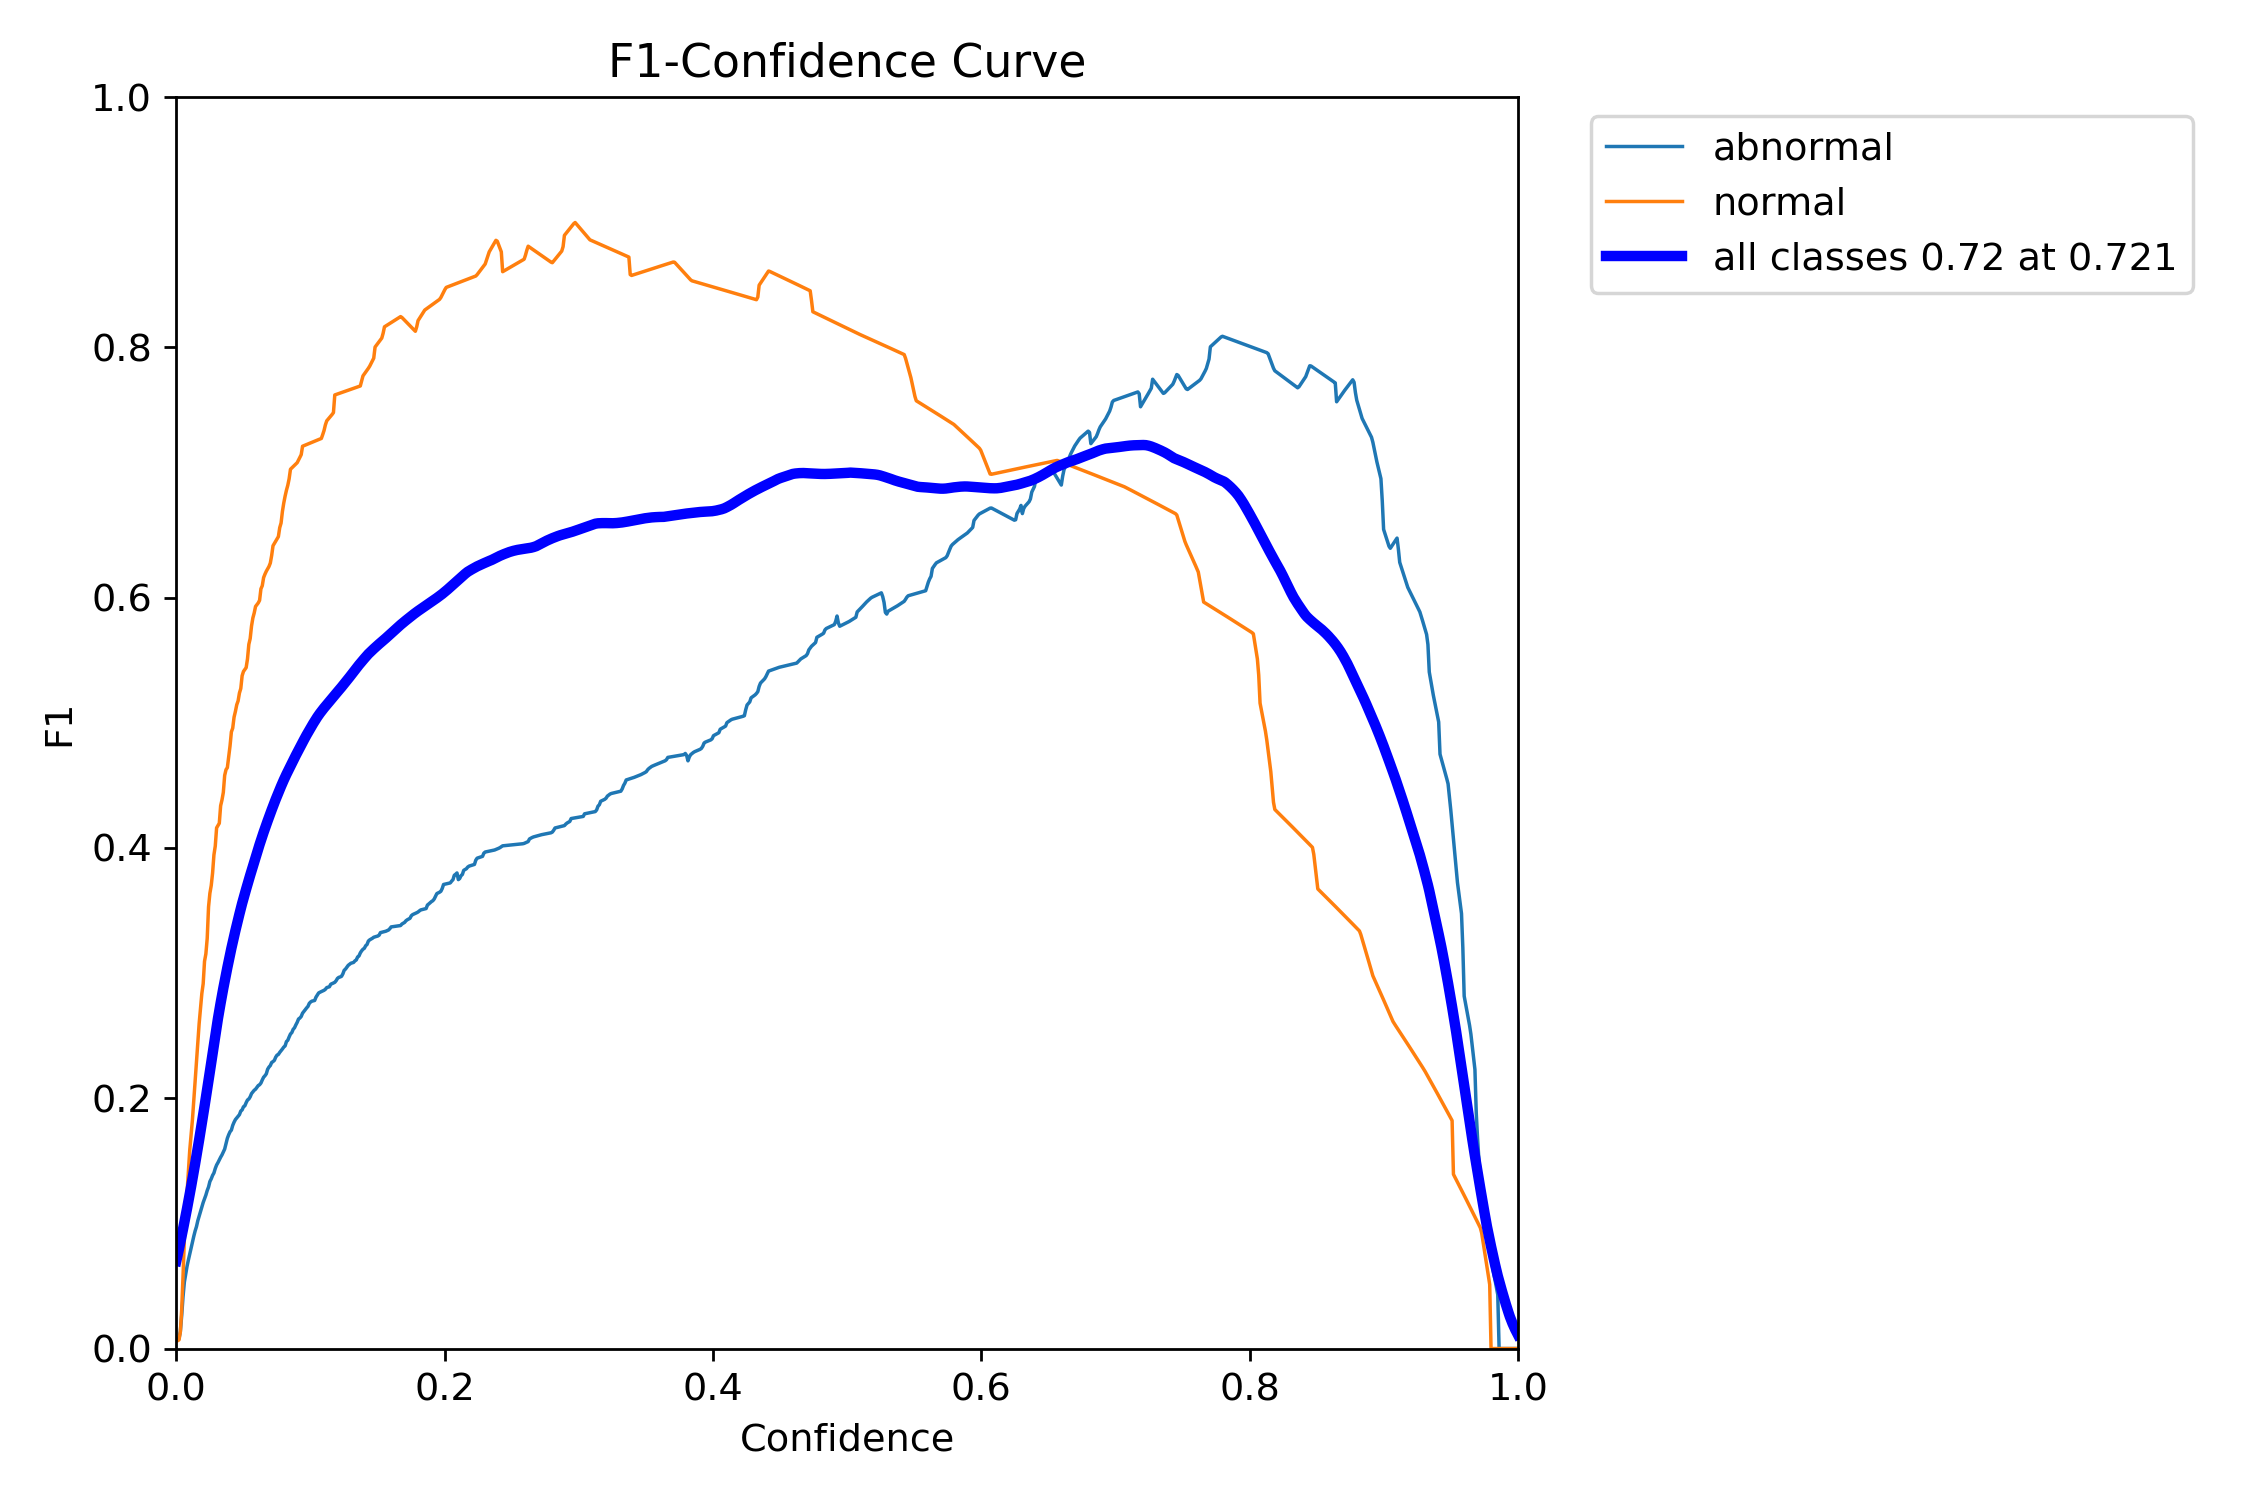 F1-Confidence Curve
1.0
0.8
0.6
0.4
0.2
0.0
F1
0.0 0.2 0.4 0.6 0.8 1.0
Confidence
abnormal
normal
all classes 0.72 at 0.721